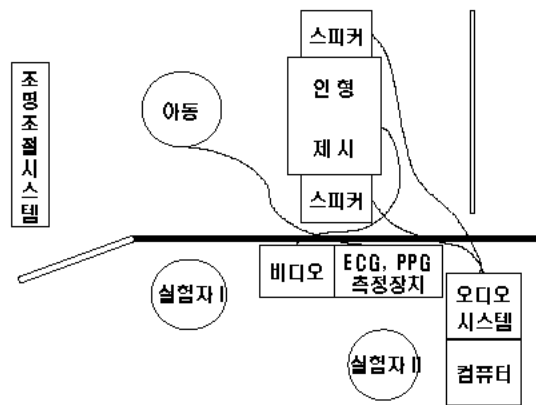 스피커
인 형
제 시
스피커
아동
조명조절시스템
비디오
ECG, PPG
측정장치
실험자 I
오디오
시스템
실험자 II
컴퓨터